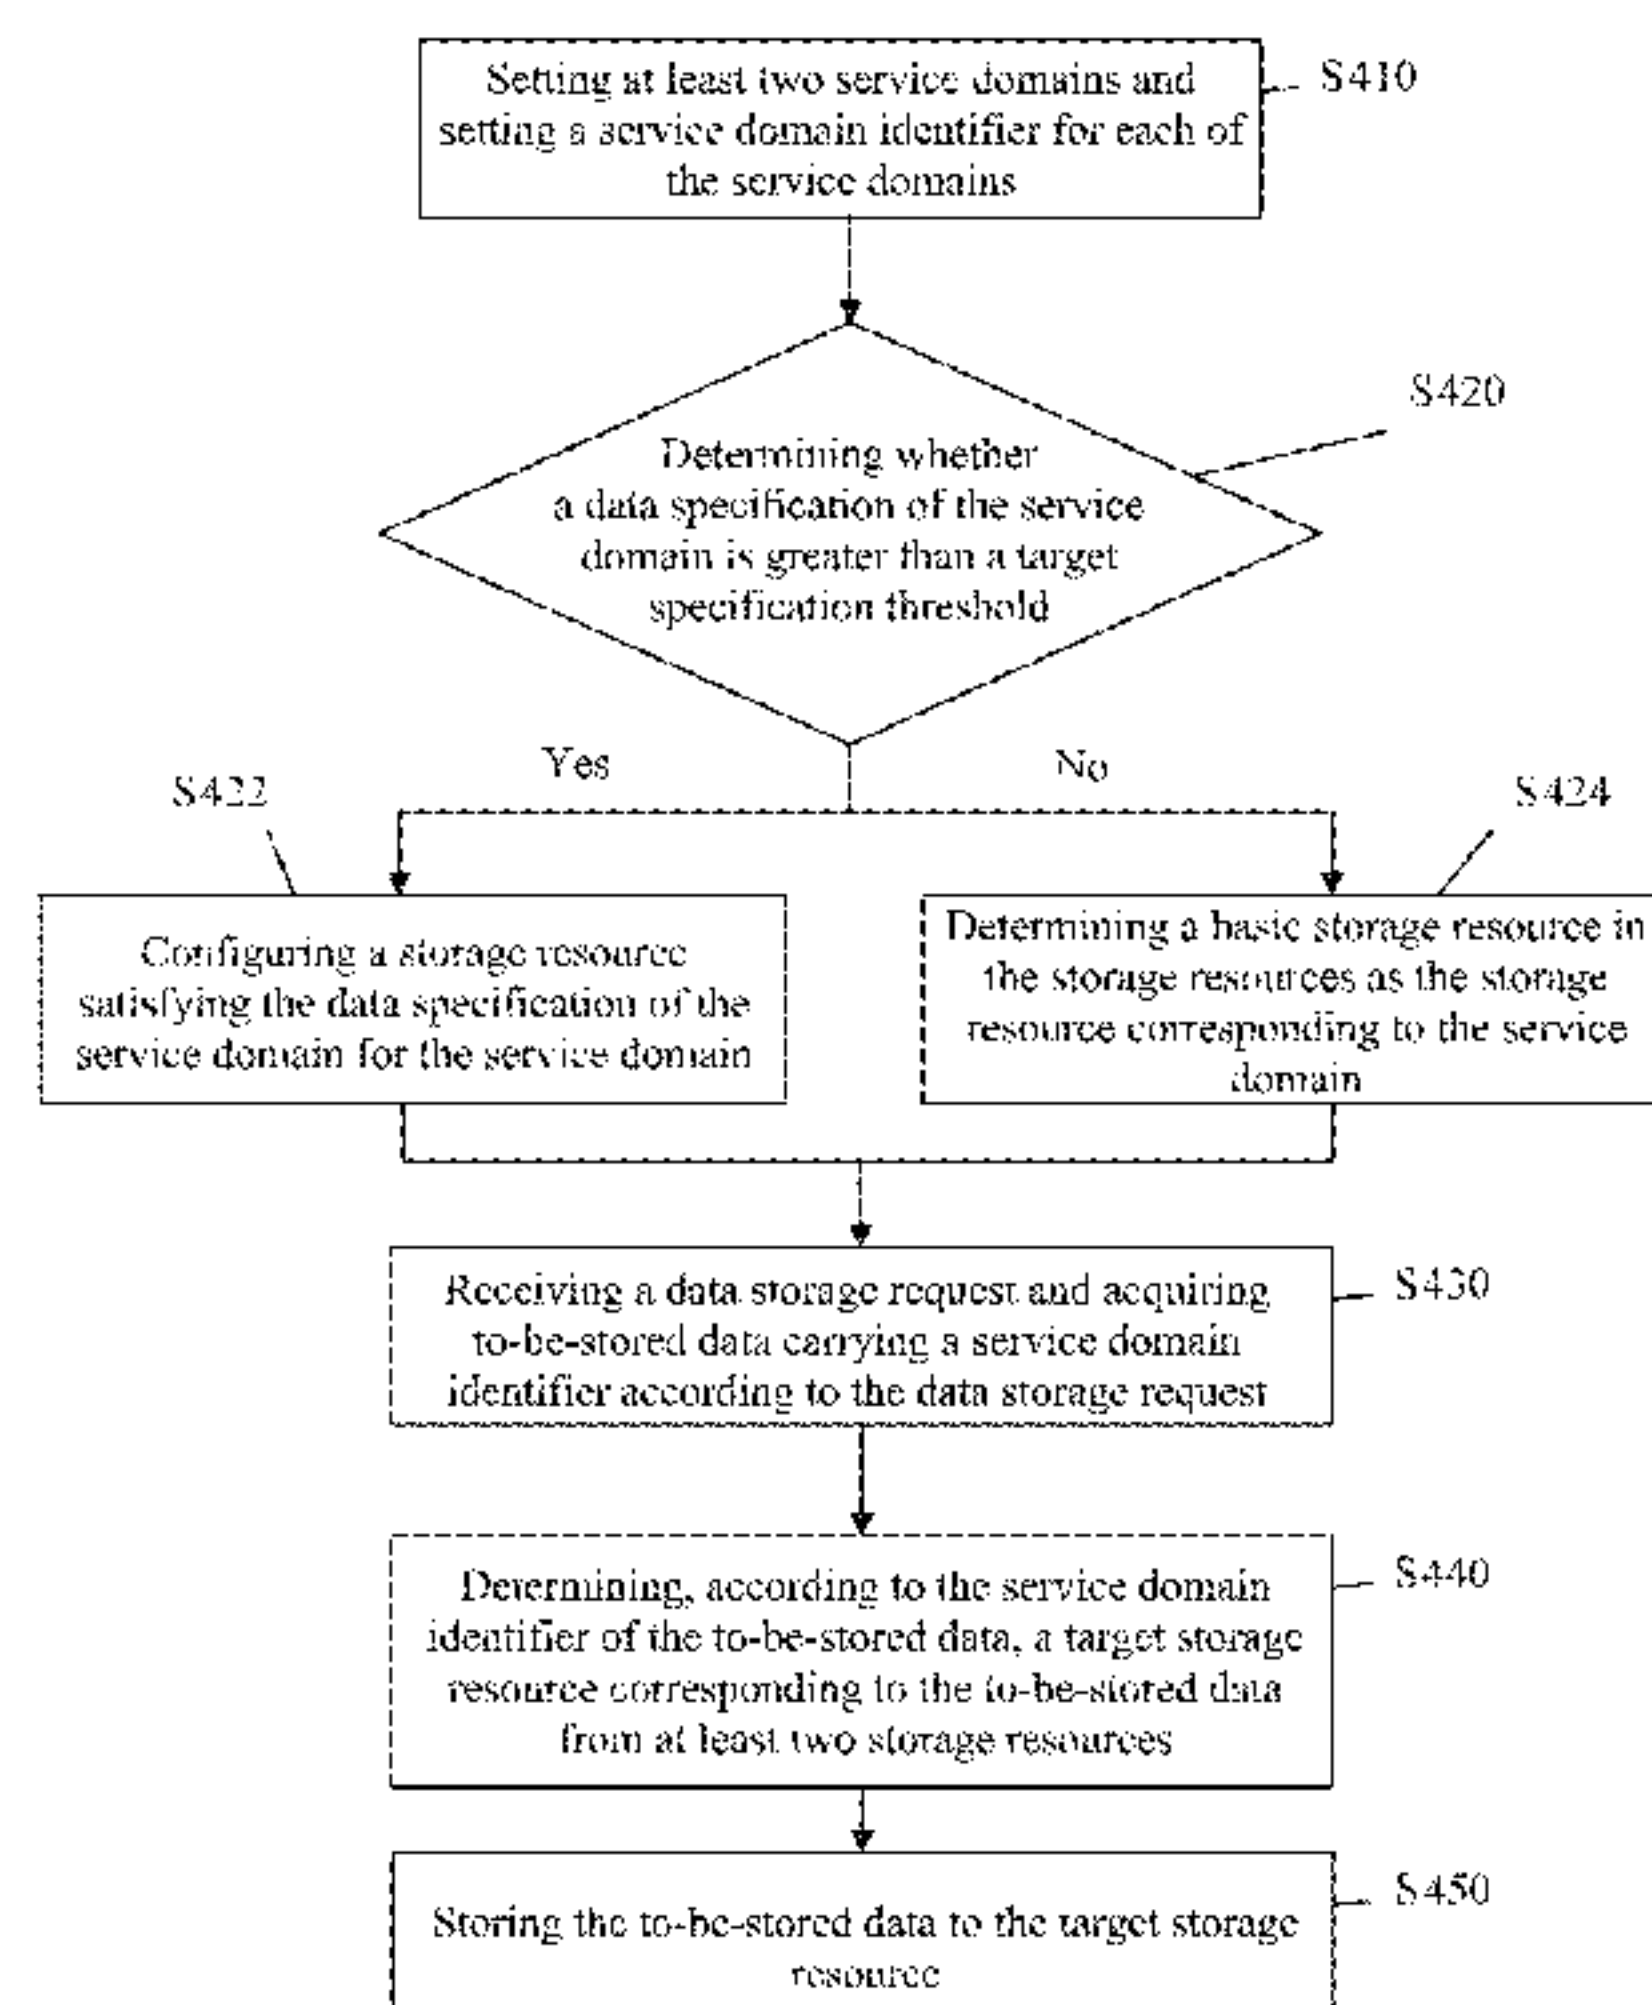 Setting at least two service domains and
setting a service domain identifier for each of
the service domains
S410
S420
Determining whether
a data specification of the service
domain is greater than a target
specification threshold
Yes
No
S422
S424
Configuring a storage resource
satisfying the data specification of the
service domain for the service domain
Determining a basic storage resource in
the storage resources as the storage
resource corresponding to the service
domain
Receiving a data storage request and acquiring
to-be-stored data carrying a service domain
identifier according to the data storage request
S430
Determining, according to the service domain
identifier of the to-be-stored data, a target storage
resource corresponding to the to-be-stored data
from at least two storage resources
S440
Storing the to-be-stored data to the target storage
resource
S450